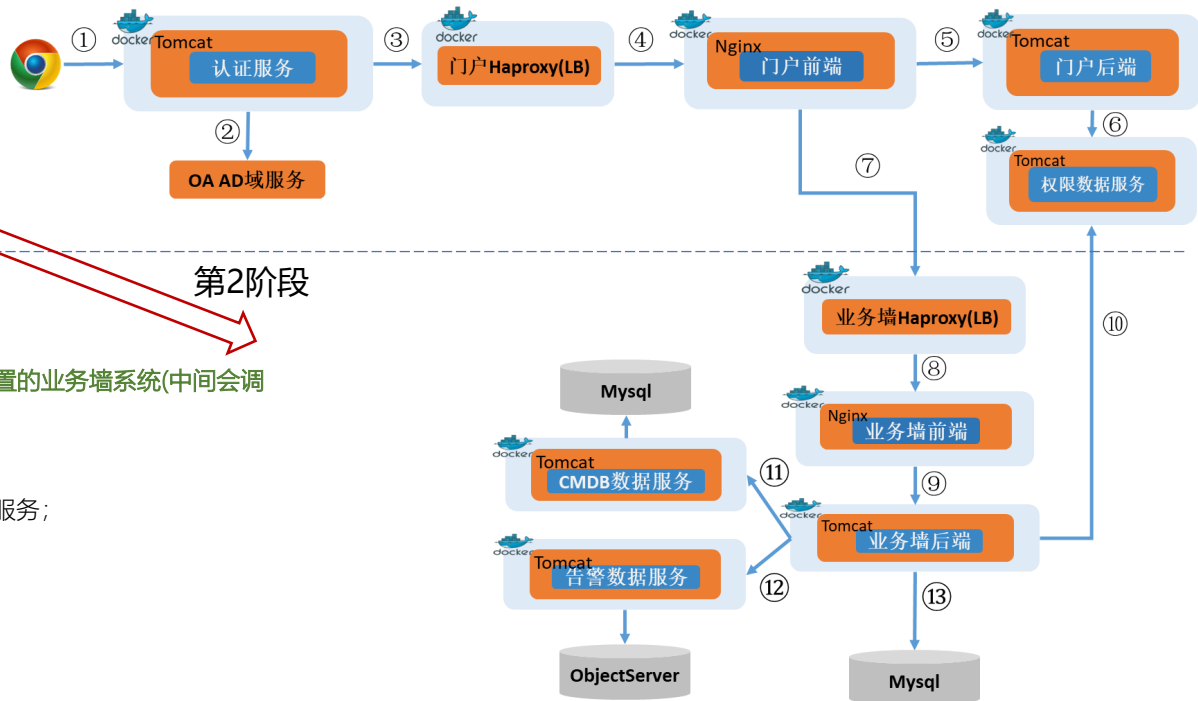 ①
docker
Tomcat
认证服务
②
OA AD域服务
③
docker
门户Haproxy(LB)
④
docker
Nginx
门户前端
⑤
docker
Tomcat
门户后端
⑥
docker
Tomcat
权限数据服务
⑦
第2阶段
docker
业务墙Haproxy(LB)
⑩
置的业务墙系统(中间会调
⑧
Mysql
docker
Nginx
业务墙前端
docker
Tomcat
CMDB数据服务
⑪
⑨
服务；
docker
Tomcat
业务墙后端
docker
Tomcat
告警数据服务
⑫
⑬
ObjectServer
Mysql